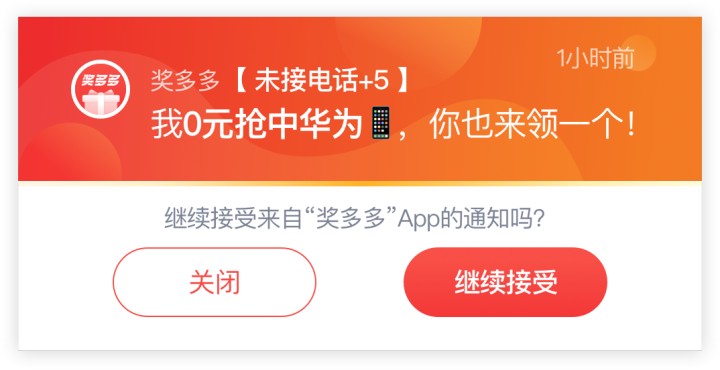 1小时前
奖多多
奖多多【 未接电话+5 】
我0元抢中华为📱，你也来领一个！
继续接受来自“奖多多”App的通知吗？
关闭
继续接受